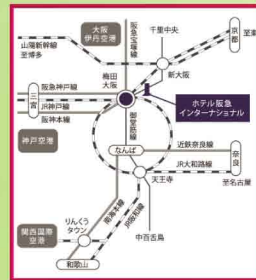 大阪
伊丹空港
阪急宝塚線
千里中央
京都
至東
山陽新幹線
至博多
梅田
大阪
新大阪
阪急神戸線
三宮
JR神戸線
阪神本線
ホテル阪急
インターナショナル
御堂筋線
神戸空港
なんば
近鉄奈良線
奈良
JR大和路線
天王寺
至名古屋
関西国際
空港
りんくう
タウン
南海本線
JR阪和線
中百舌鳥
和歌山